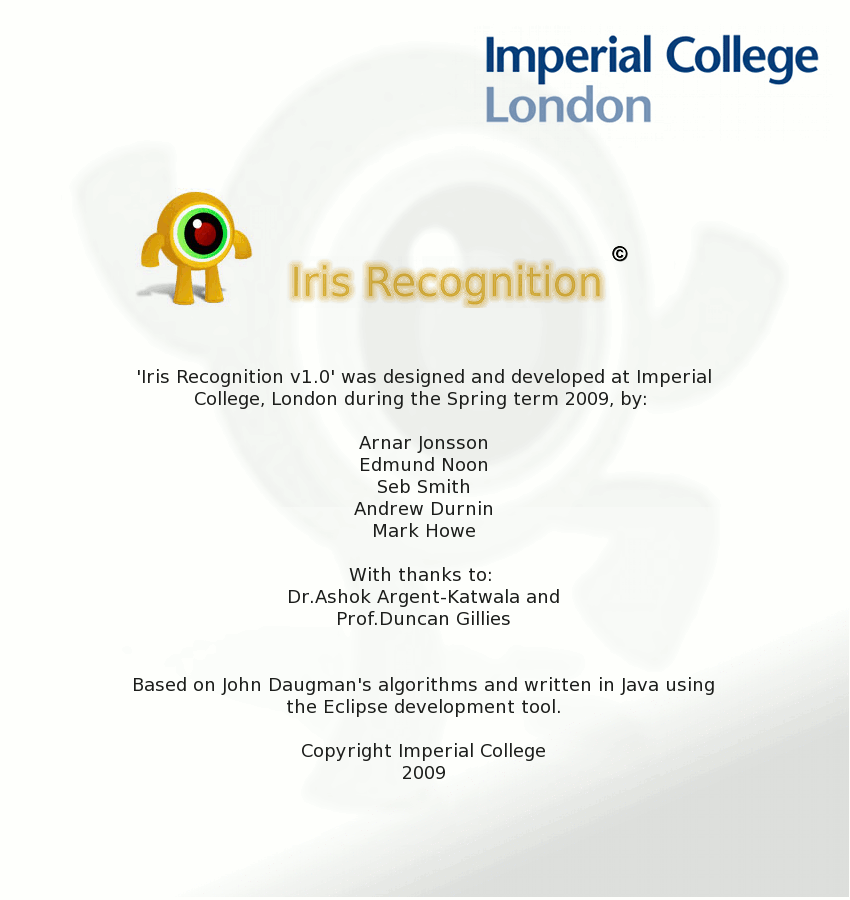 Imperial College
London
©
Iris Recognition
'Iris Recognition v1.0' was designed and developed at Imperial
College, London during the Spring term 2009, by:
Arnar Jonsson
Edmund Noon
Seb Smith
Andrew Durnin
Mark Howe
With thanks to:
Dr.Ashok Argent-Katwala and
Prof.Duncan Gillies
Based on John Daugman's algorithms and written in Java using
the Eclipse development tool.
Copyright Imperial College
2009